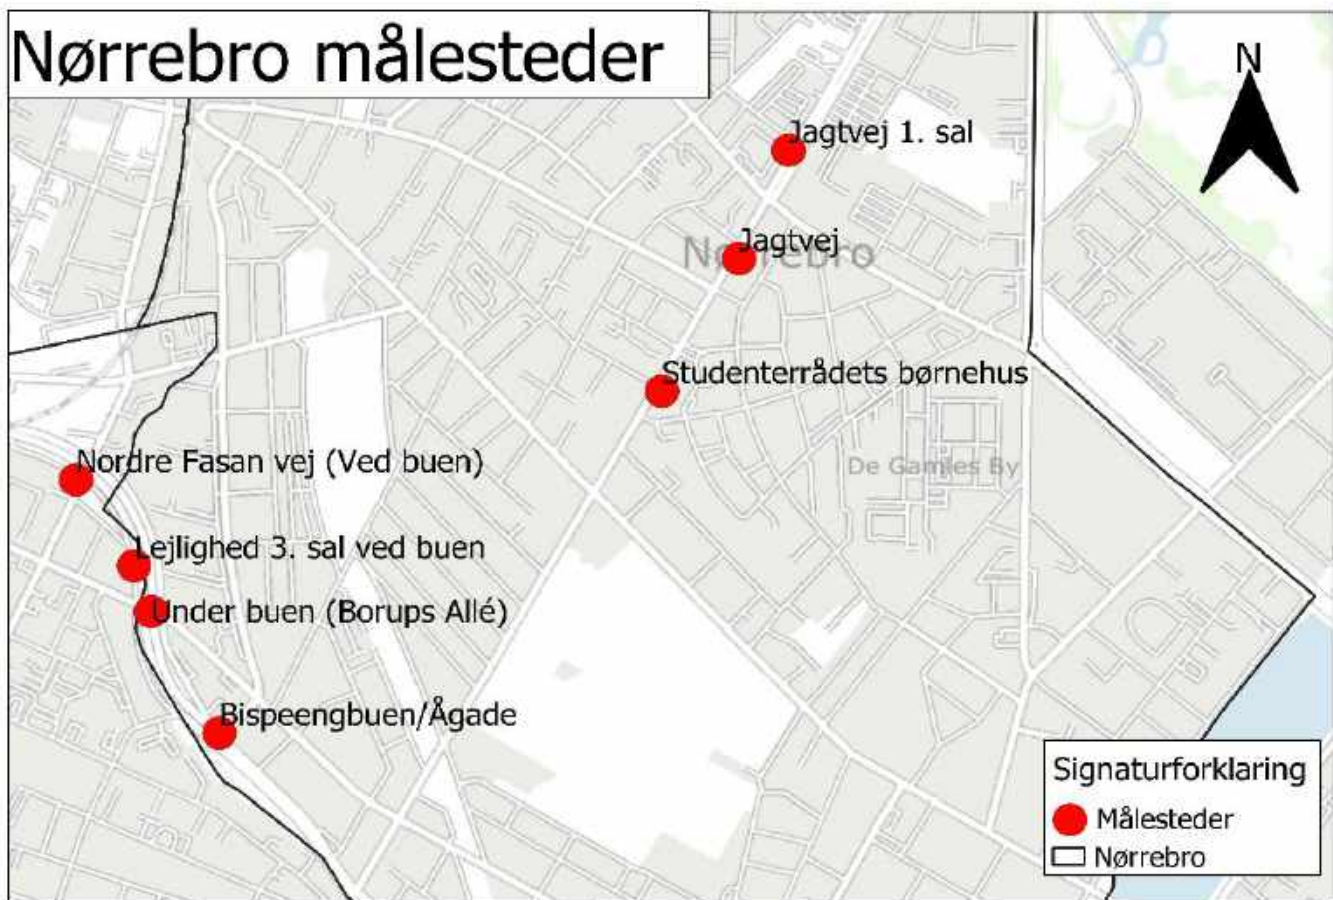 Nørrebro målesteder
N
Jagtvej 1. sal
Jagtvej
Nørrebro
Studenterrådets børnehus
Nordre Fasan vej (Ved buen)
De Gamles By
Lejlighed 3. sal ved buen
Under buen (Borups Allé)
Bispeengbuen/Ågade
Signaturforklaring
Målesteder
Nørrebro